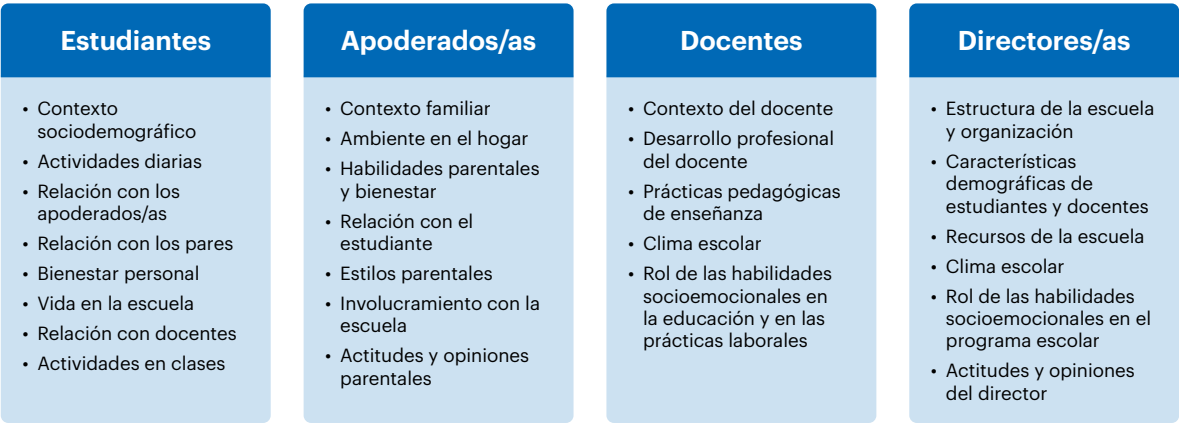 Estudiantes
• Contexto
sociodemográfico
• Actividades diarias
• Relación con los
apoderados/as
• Relación con los pares
• Bienestar personal
• Vida en la escuela
• Relación con docentes
• Actividades en clases
Apoderados/as
• Contexto familiar
• Ambiente en el hogar
• Habilidades parentales
y bienestar
• Relación con el
estudiante
• Estilos parentales
• Involucramiento con la
escuela
• Actitudes y opiniones
parentales
Docentes
• Contexto del docente
• Desarrollo profesional
del docente
• Prácticas pedagógicas
de enseñanza
• Clima escolar
• Rol de las habilidades
socioemocionales en
la educación y en las
prácticas laborales
Directores/as
• Estructura de la escuela
y organización
• Características
demográficas de
estudiantes y docentes
• Recursos de la escuela
• Clima escolar
• Rol de las habilidades
socioemocionales en el
programa escolar
• Actitudes y opiniones
del director